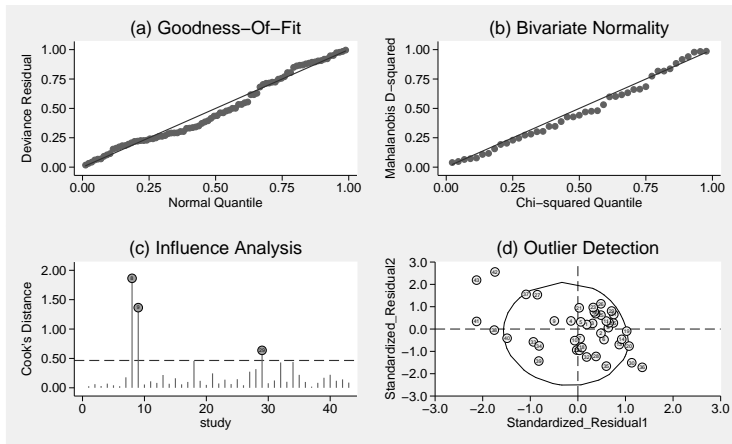 (a) Goodness−Of−Fit
Deviance Residual
1.00
0.75
0.50
0.25
0.00
0.00 0.25 0.50 0.75 1.00
Normal Quantile
(b) Bivariate Normality
Mahalanobis D−squared
1.00
0.75
0.50
0.25
0.00
0.00 0.25 0.50 0.75 1.00
Chi−squared Quantile
(c) Influence Analysis
Cook's Distance
2.00
1.50
1.00
0.50
0.00
0 10 20 30 40
study
8
9
29
(d) Outlier Detection
Standardized_Residual2
3.0
2.0
1.0
0.0
−1.0
−2.0
−3.0
−3.0 −2.0 −1.0 0.0 1.0 2.0 3.0
Standardized_Residual1